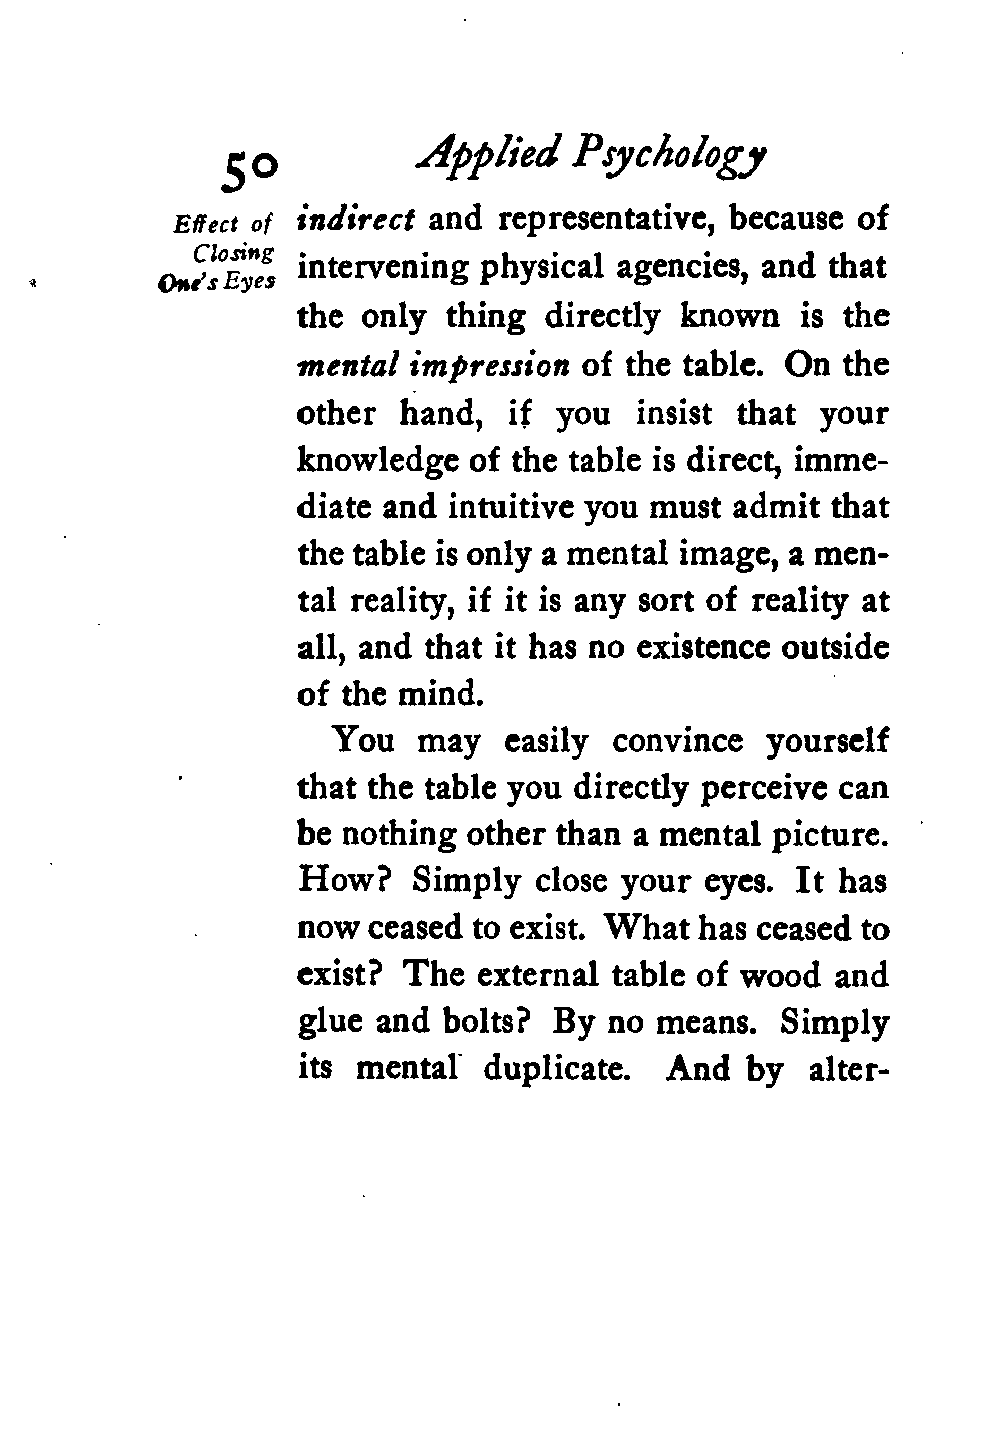 50
Applied Psychology
Effect of
Closing
One's Eyes
indirect and representative, because of
intervening physical agencies, and that
the only thing directly known is the
mental impression of the table. On the
other hand, if you insist that your
knowledge of the table is direct, imme-
diate and intuitive you must admit that
the table is only a mental image, a men-
tal reality, if it is any sort of reality at
all, and that it has no existence outside
of the mind.
You may easily convince yourself
that the table you directly perceive can
be nothing other than a mental picture.
How? Simply close your eyes. It has
now ceased to exist. What has ceased to
exist? The external table of wood and
glue and bolts? By no means. Simply
its mental duplicate. And by alter-